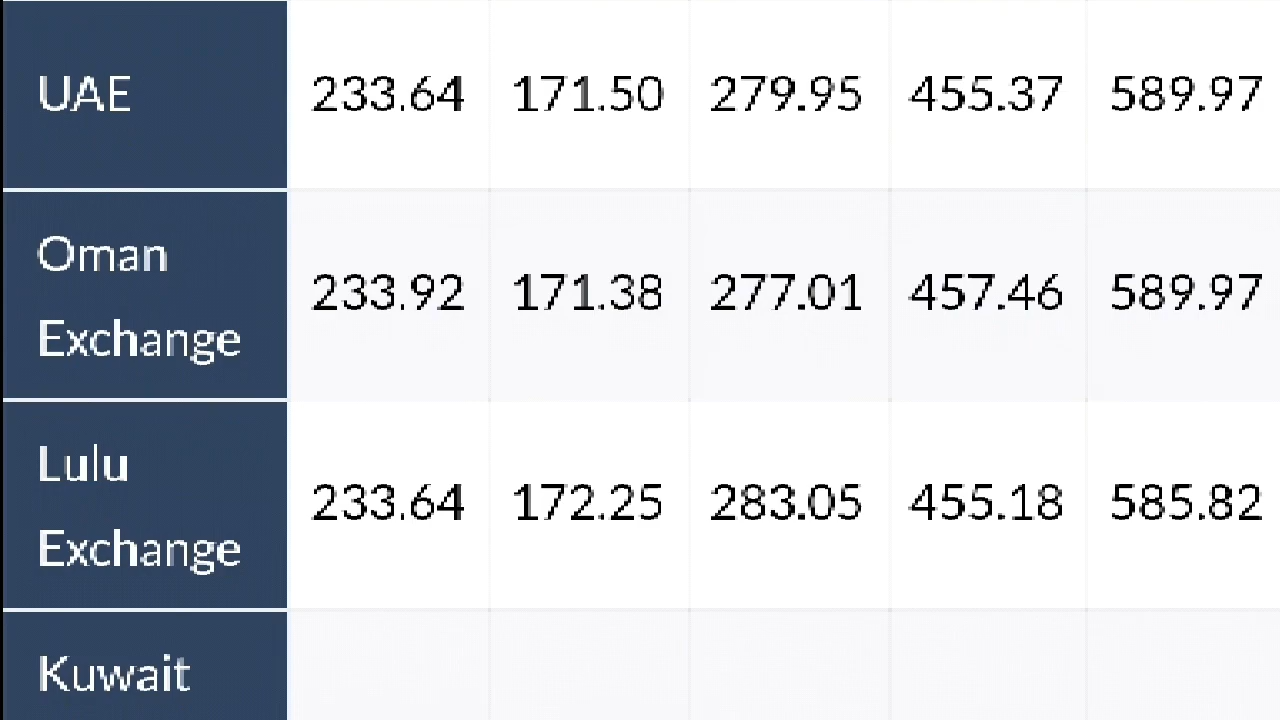 UAE 233.64 171.50 279.95 455.37 589.97
Oman
Exchange 233.92 171.38 277.01 457.46 589.97
Lulu
Exchange 233.64 172.25 283.05 455.18 585.82
Kuwait